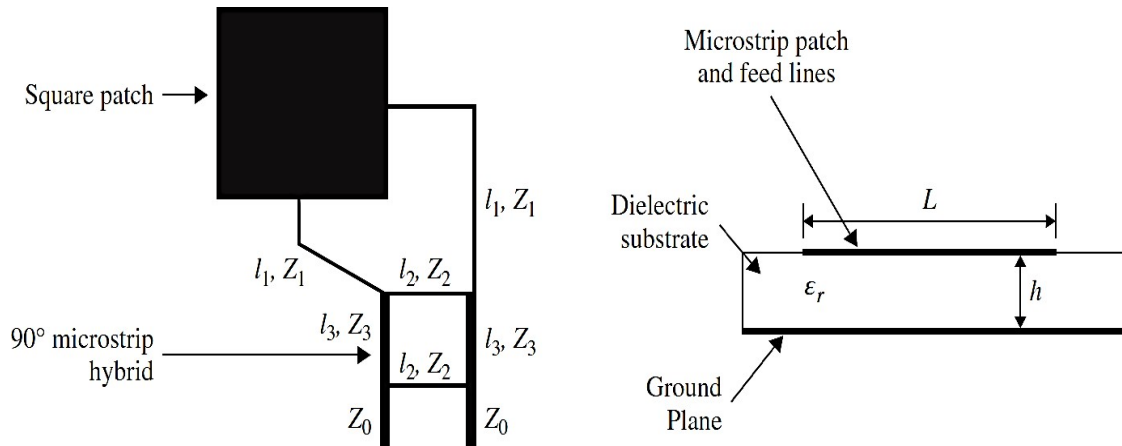 Square patch
l₁, Z₁
l₁, Z₁
l₂, Z₂
l₃, Z₃
l₃, Z₃
90° microstrip
hybrid
l₂, Z₂
Z₀
Z₀
Microstrip patch
and feed lines
L
Dielectric
substrate
εᵣ
h
Ground
Plane